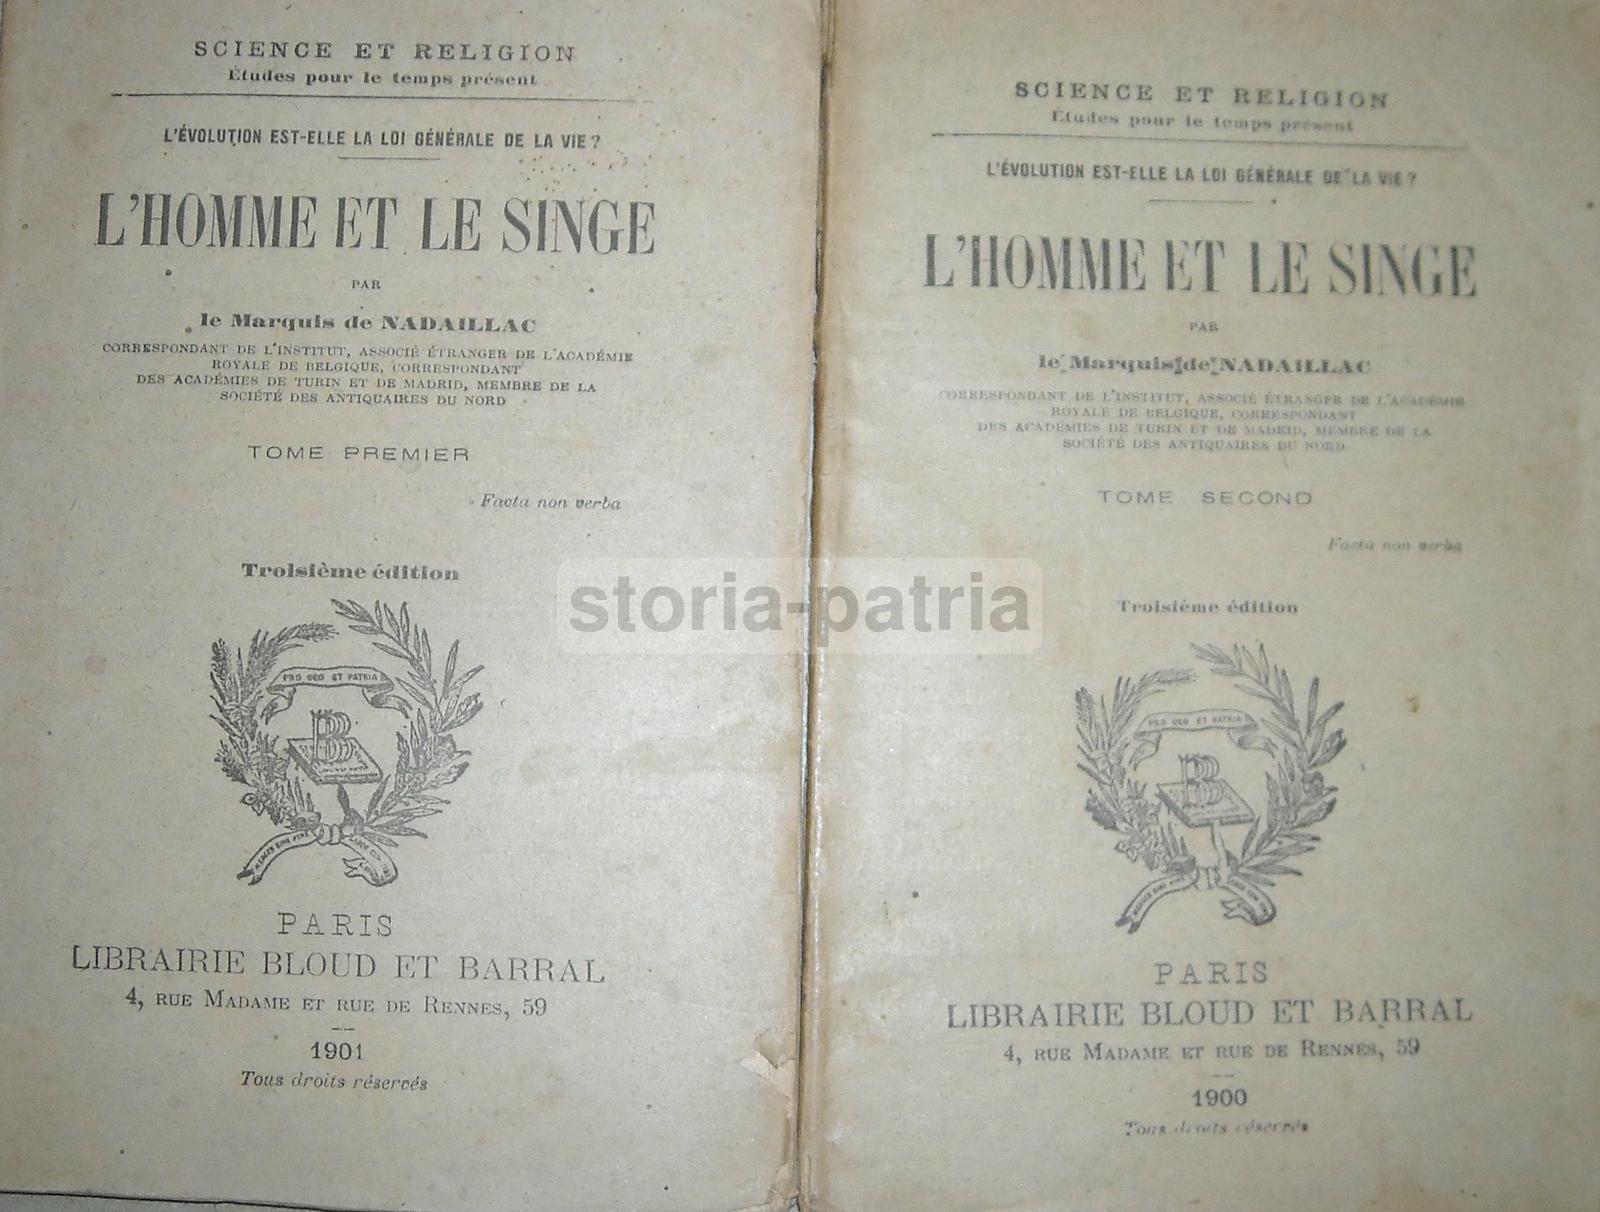 SCIENCE ET RELIGION
Études pour le temps présent
L'ÉVOLUTION EST-ELLE LA LOI GÉNÉRALE DE LA VIE ?
L'HOMME ET LE SINGE
PAR
le Marquis de NADAILLAC
CORRESPONDANT DE L'INSTITUT, ASSOCIÉ ÉTRANGER DE L'ACADÉMIE
ROYALE DE BELGIQUE, CORRESPONDANT
DES ACADÉMIES DE TURIN ET DE MADRID, MEMBRE DE LA
SOCIÉTÉ DES ANTIQUAIRES DU NORD
TOME PREMIER
Facta non verba
Troisième édition
PRO DEO ET PATRIA
BB
PARIS
LIBRAIRIE BLOUD ET BARRAL
4, RUE MADAME ET RUE DE RENNES, 59
1901
Tous droits réservés
SCIENCE ET RELIGION
Études pour le temps présent
L'ÉVOLUTION EST-ELLE LA LOI GÉNÉRALE DE LA VIE ?
L'HOMME ET LE SINGE
PAR
le Marquis de NADAILLAC
CORRESPONDANT DE L'INSTITUT, ASSOCIÉ ÉTRANGER DE L'ACADÉMIE
ROYALE DE BELGIQUE, CORRESPONDANT
DES ACADÉMIES DE TURIN ET DE MADRID, MEMBRE DE LA
SOCIÉTÉ DES ANTIQUAIRES DU NORD
TOME SECOND
Facta non verba
Troisième édition
PRO DEO ET PATRIA
BB
PARIS
LIBRAIRIE BLOUD ET BARRAL
4, RUE MADAME ET RUE DE RENNES, 59
1900
Tous droits réservés
storia-patria